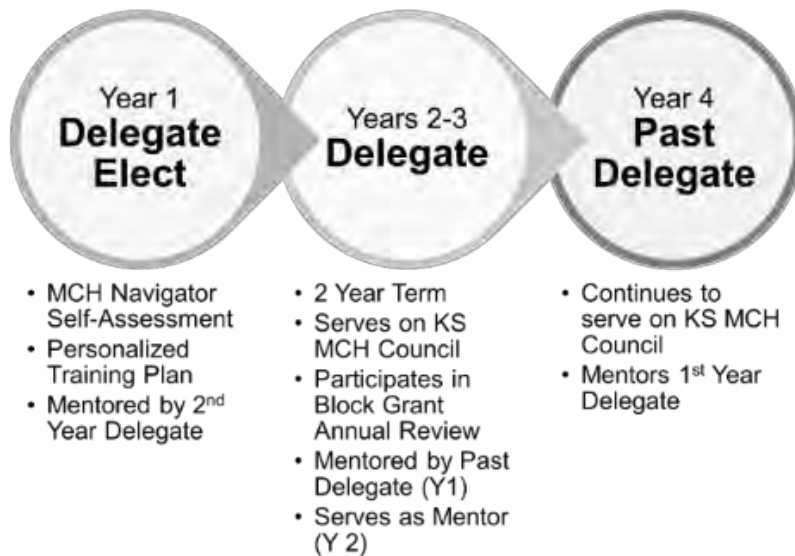 Year 1
Delegate
Elect
• MCH Navigator
Self-Assessment
• Personalized
Training Plan
• Mentored by 2nd
Year Delegate
Years 2-3
Delegate
• 2 Year Term
• Serves on KS
MCH Council
• Participates in
Block Grant
Annual Review
• Mentored by Past
Delegate (Y1)
• Serves as Mentor
(Y 2)
Year 4
Past
Delegate
• Continues to
serve on KS MCH
Council
• Mentors 1st Year
Delegate